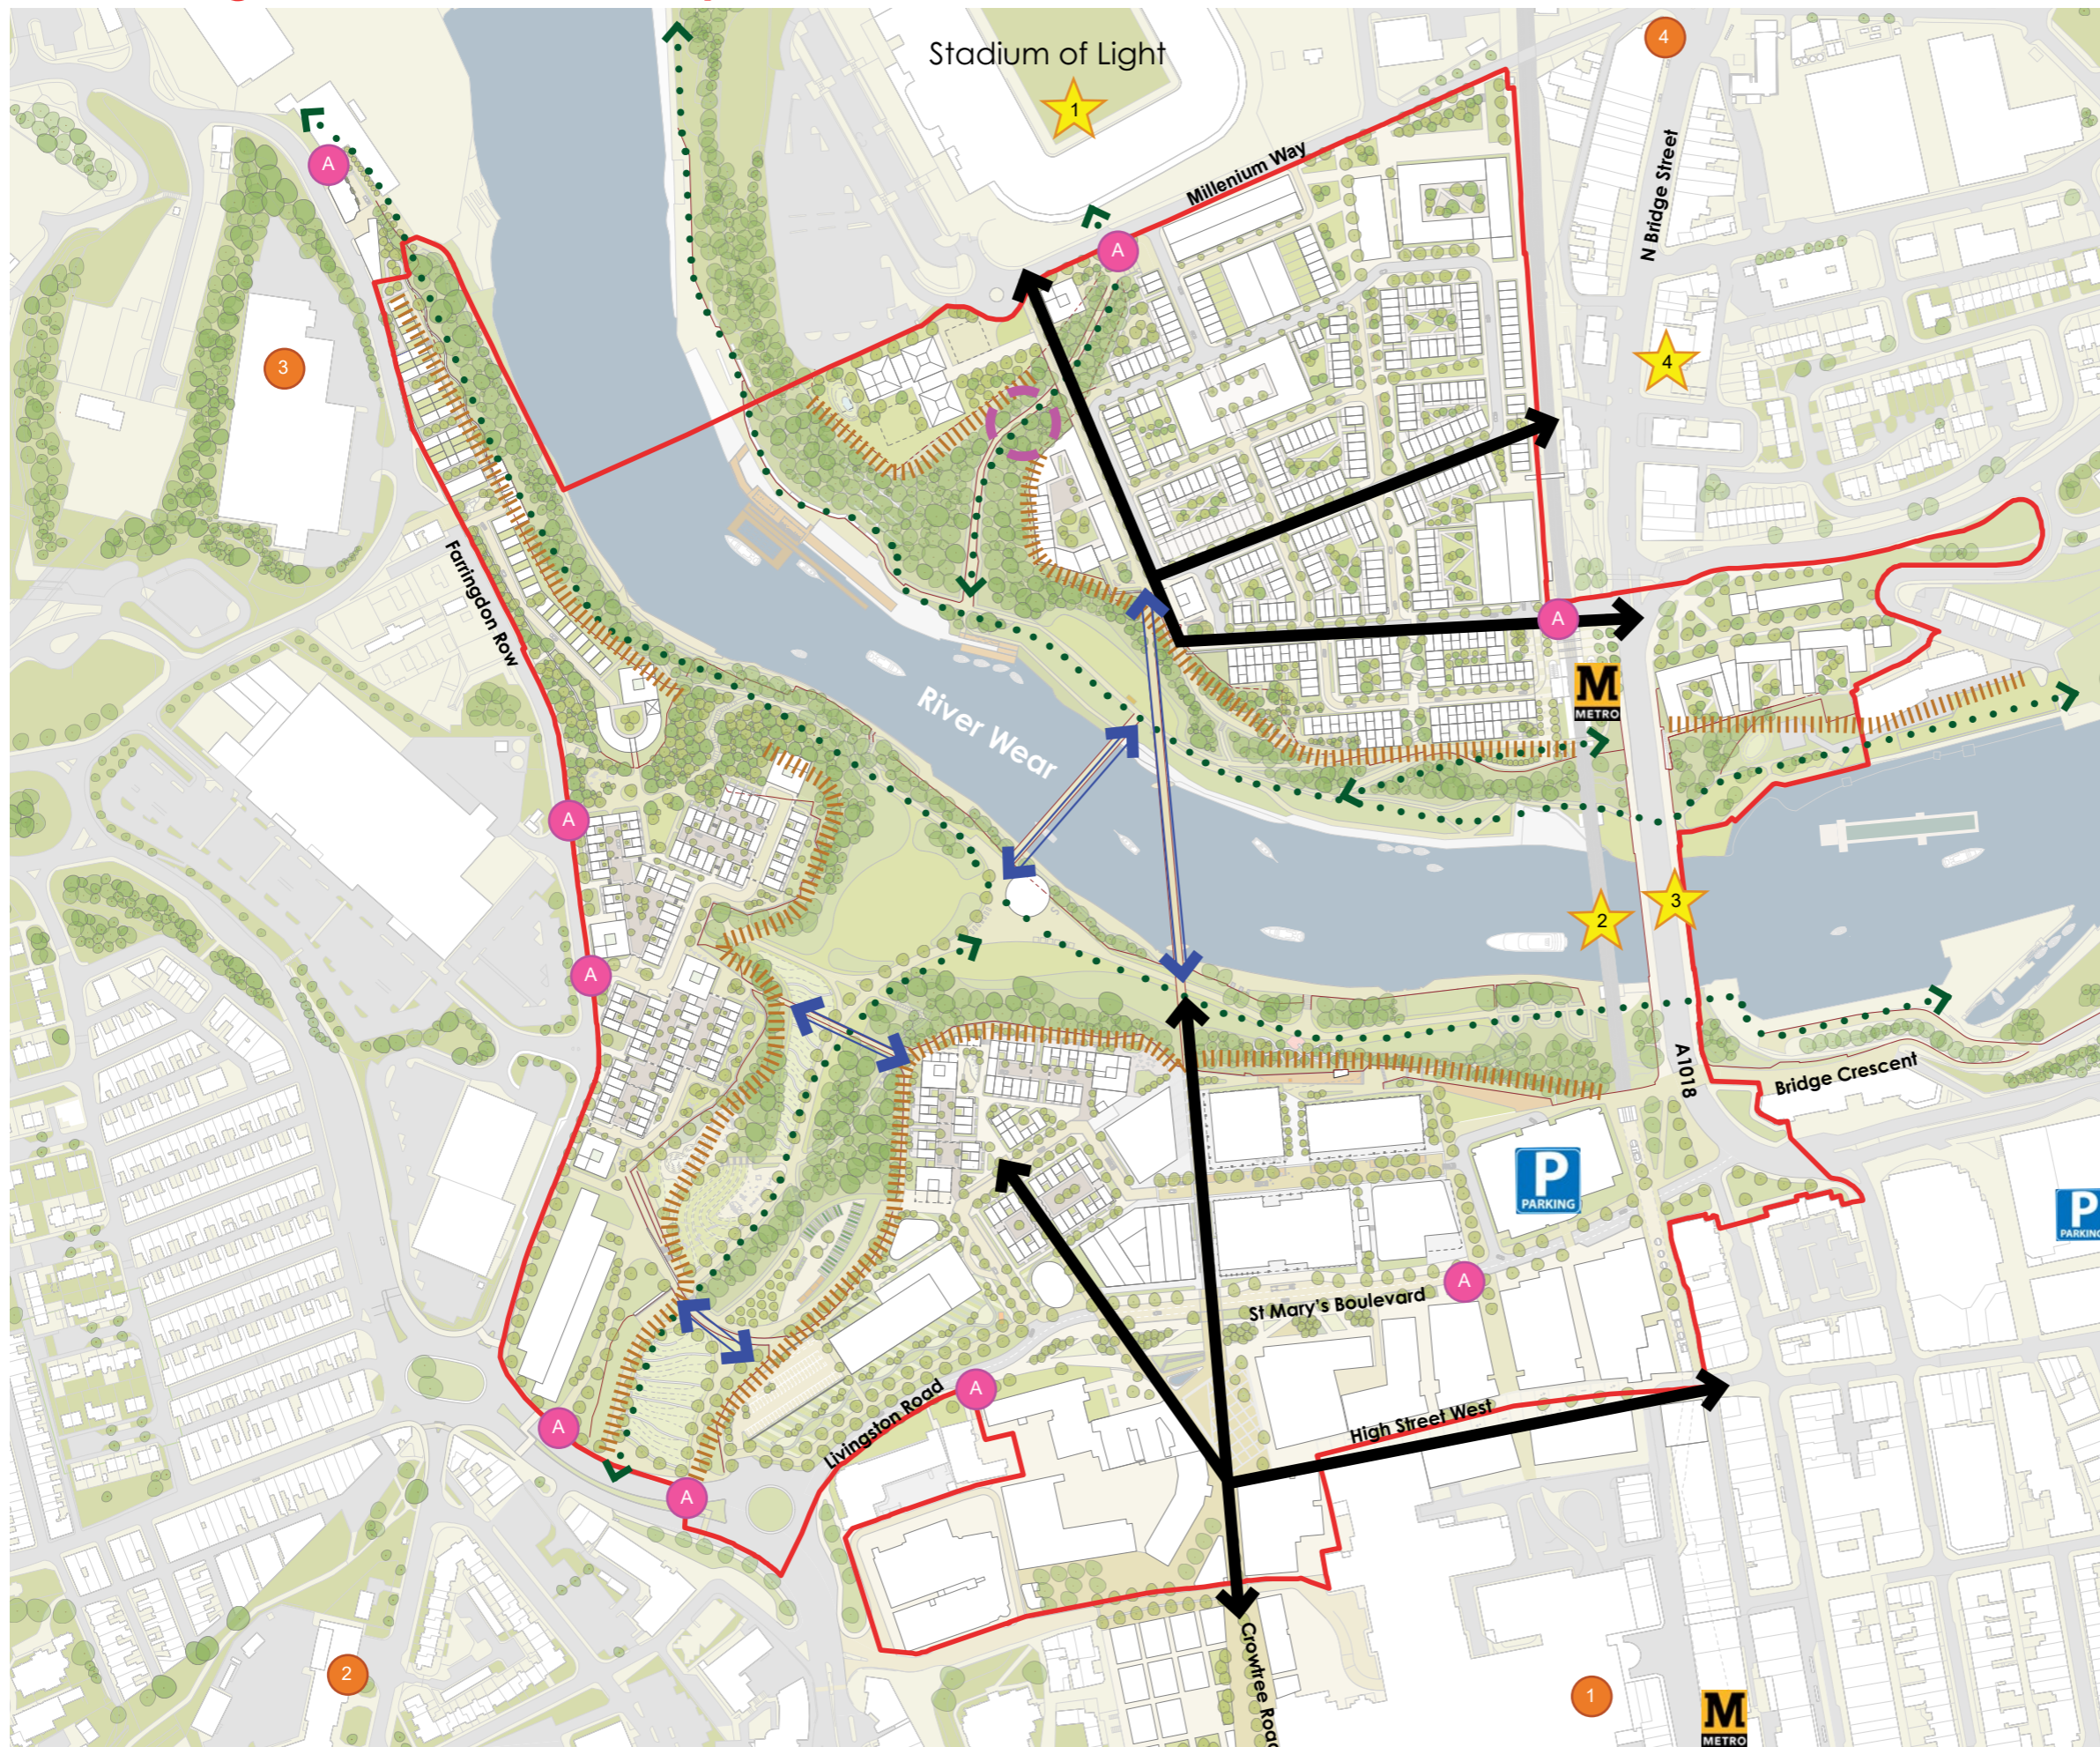 Stadium of Light
1
4
Millenium Way
N Bridge Street
A
A
3
4
Farringdon Row
A
M
METRO
River Wear
A
2
3
A
A1018
Bridge Crescent
P
PARKING
P
PARKING
A
St Mary's Boulevard
A
Livingston Road
High Street West
A
A
2
1
Crowtree Road
M
METRO